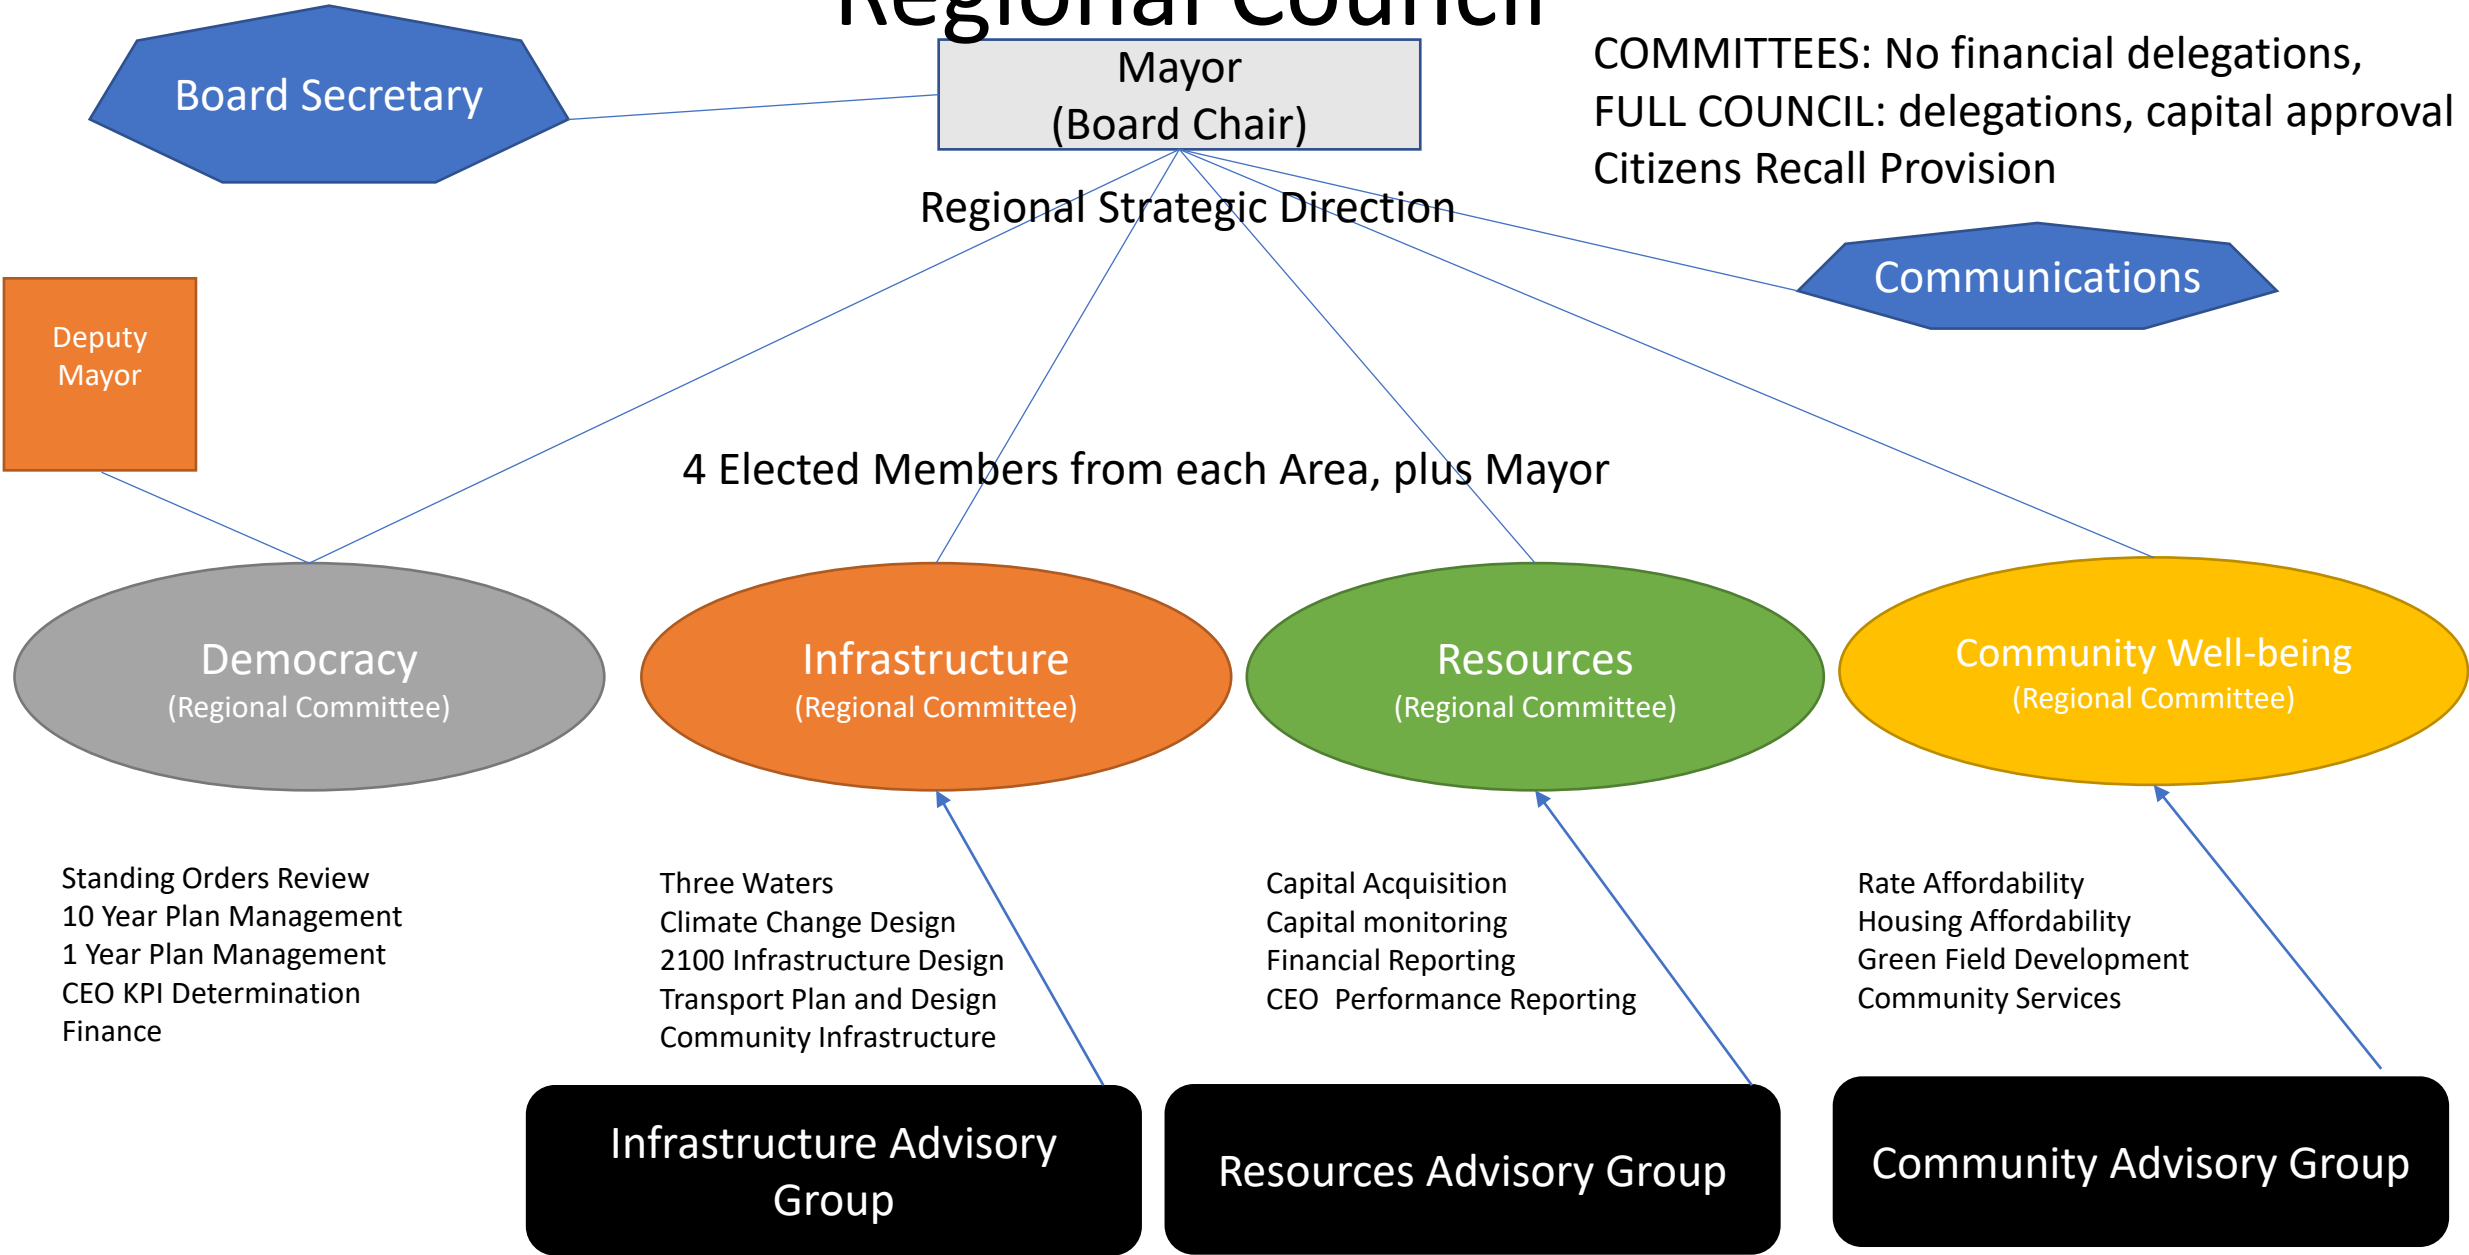 Regional Council
Board Secretary
Mayor
(Board Chair)
COMMITTEES: No financial delegations,
FULL COUNCIL: delegations, capital approval
Citizens Recall Provision
Regional Strategic Direction
Communications
Deputy
Mayor
4 Elected Members from each Area, plus Mayor
Democracy
(Regional Committee)
Infrastructure
(Regional Committee)
Resources
(Regional Committee)
Community Well-being
(Regional Committee)
Standing Orders Review
10 Year Plan Management
1 Year Plan Management
CEO KPI Determination
Finance
Three Waters
Climate Change Design
2100 Infrastructure Design
Transport Plan and Design
Community Infrastructure
Capital Acquisition
Capital monitoring
Financial Reporting
CEO  Performance Reporting
Rate Affordability
Housing Affordability
Green Field Development
Community Services
Infrastructure Advisory
Group
Resources Advisory Group
Community Advisory Group